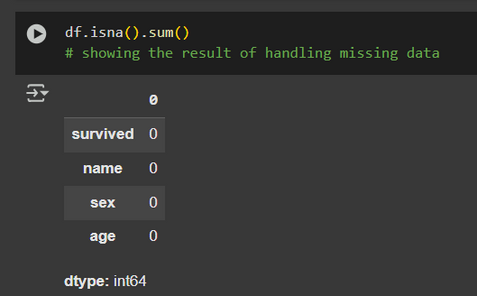 df.isna().sum()
# showing the result of handling missing data
0
survived 0
name 0
sex 0
age 0
dtype: int64